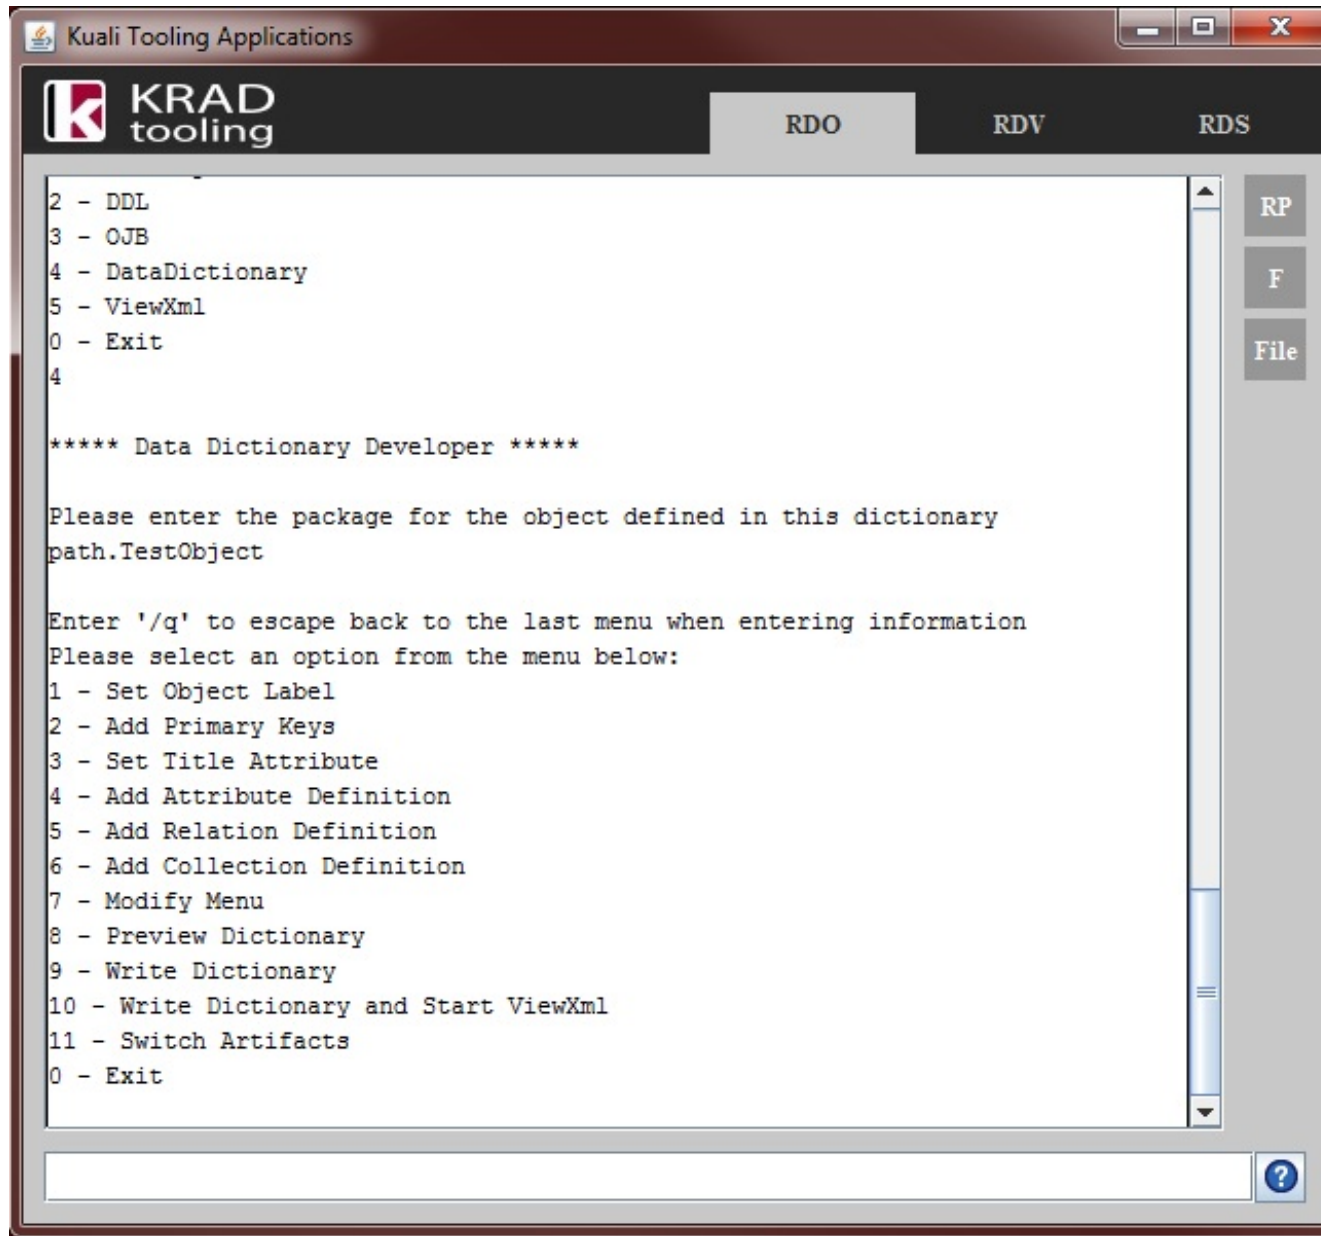 Kuali Tooling Applications
KRAD
tooling
RDO
RDV
RDS
2 - DDL
3 - OJB
4 - DataDictionary
5 - ViewXml
0 - Exit
4
***** Data Dictionary Developer *****
Please enter the package for the object defined in this dictionary
path.TestObject
Enter '/q' to escape back to the last menu when entering information
Please select an option from the menu below:
1 - Set Object Label
2 - Add Primary Keys
3 - Set Title Attribute
4 - Add Attribute Definition
5 - Add Relation Definition
6 - Add Collection Definition
7 - Modify Menu
8 - Preview Dictionary
9 - Write Dictionary
10 - Write Dictionary and Start ViewXml
11 - Switch Artifacts
0 - Exit
RP
F
File